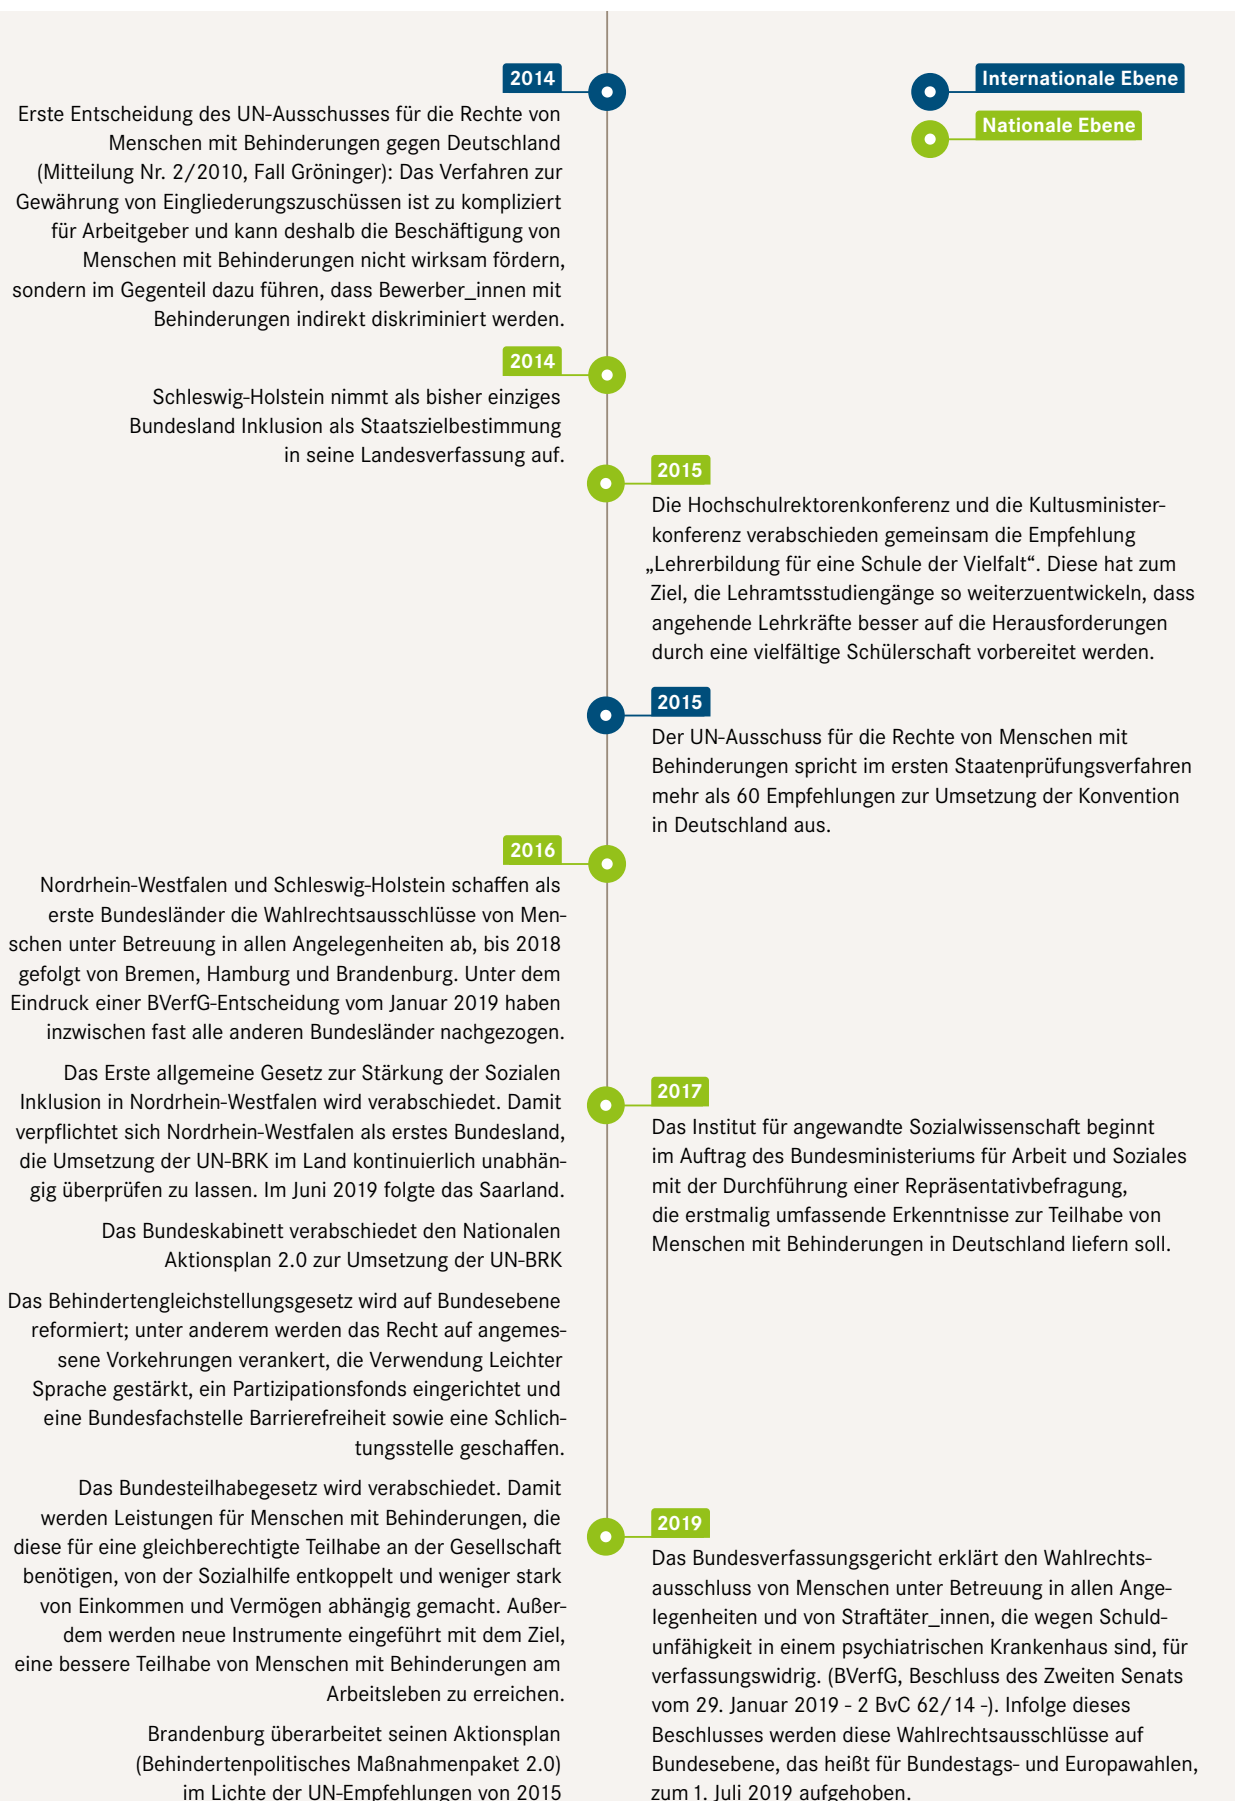 2014
Erste Entscheidung des UN-Ausschusses für die Rechte von
Menschen mit Behinderungen gegen Deutschland
(Mitteilung Nr. 2/2010, Fall Gröninger): Das Verfahren zur
Gewährung von Eingliederungszuschüssen ist zu kompliziert
für Arbeitgeber und kann deshalb die Beschäftigung von
Menschen mit Behinderungen nicht wirksam fördern,
sondern im Gegenteil dazu führen, dass Bewerber_innen mit
Behinderungen indirekt diskriminiert werden.
Internationale Ebene
Nationale Ebene
2014
Schleswig-Holstein nimmt als bisher einziges
Bundesland Inklusion als Staatszielbestimmung
in seine Landesverfassung auf.
2015
Die Hochschulrektorenkonferenz und die Kultusminister-
konferenz verabschieden gemeinsam die Empfehlung
„Lehrerbildung für eine Schule der Vielfalt“. Diese hat zum
Ziel, die Lehramtsstudiengänge so weiterzuentwickeln, dass
angehende Lehrkräfte besser auf die Herausforderungen
durch eine vielfältige Schülerschaft vorbereitet werden.
2015
Der UN-Ausschuss für die Rechte von Menschen mit
Behinderungen spricht im ersten Staatenprüfungsverfahren
mehr als 60 Empfehlungen zur Umsetzung der Konvention
in Deutschland aus.
2016
Nordrhein-Westfalen und Schleswig-Holstein schaffen als
erste Bundesländer die Wahlrechtsausschlüsse von Men-
schen unter Betreuung in allen Angelegenheiten ab, bis 2018
gefolgt von Bremen, Hamburg und Brandenburg. Unter dem
Eindruck einer BVerfG-Entscheidung vom Januar 2019 haben
inzwischen fast alle anderen Bundesländer nachgezogen.
Das Erste allgemeine Gesetz zur Stärkung der Sozialen
Inklusion in Nordrhein-Westfalen wird verabschiedet. Damit
verpflichtet sich Nordrhein-Westfalen als erstes Bundesland,
die Umsetzung der UN-BRK im Land kontinuierlich unabhän-
gig überprüfen zu lassen. Im Juni 2019 folgte das Saarland.
Das Bundeskabinett verabschiedet den Nationalen
Aktionsplan 2.0 zur Umsetzung der UN-BRK
Das Behindertengleichstellungsgesetz wird auf Bundesebene
reformiert; unter anderem werden das Recht auf angemes-
sene Vorkehrungen verankert, die Verwendung Leichter
Sprache gestärkt, ein Partizipationsfonds eingerichtet und
eine Bundesfachstelle Barrierefreiheit sowie eine Schlich-
tungsstelle geschaffen.
Das Bundesteilhabegesetz wird verabschiedet. Damit
werden Leistungen für Menschen mit Behinderungen, die
diese für eine gleichberechtigte Teilhabe an der Gesellschaft
benötigen, von der Sozialhilfe entkoppelt und weniger stark
von Einkommen und Vermögen abhängig gemacht. Außer-
dem werden neue Instrumente eingeführt mit dem Ziel,
eine bessere Teilhabe von Menschen mit Behinderungen am
Arbeitsleben zu erreichen.
Brandenburg überarbeitet seinen Aktionsplan
(Behindertenpolitisches Maßnahmenpaket 2.0)
im Lichte der UN-Empfehlungen von 2015
2017
Das Institut für angewandte Sozialwissenschaft beginnt
im Auftrag des Bundesministeriums für Arbeit und Soziales
mit der Durchführung einer Repräsentativbefragung,
die erstmalig umfassende Erkenntnisse zur Teilhabe von
Menschen mit Behinderungen in Deutschland liefern soll.
2019
Das Bundesverfassungsgericht erklärt den Wahlrechts-
ausschluss von Menschen unter Betreuung in allen Ange-
legenheiten und von Straftäter_innen, die wegen Schuld-
unfähigkeit in einem psychiatrischen Krankenhaus sind, für
verfassungswidrig. (BVerfG, Beschluss des Zweiten Senats
vom 29. Januar 2019 - 2 BvC 62/14 -). Infolge dieses
Beschlusses werden diese Wahlrechtsausschlüsse auf
Bundesebene, das heißt für Bundestags- und Europawahlen,
zum 1. Juli 2019 aufgehoben.